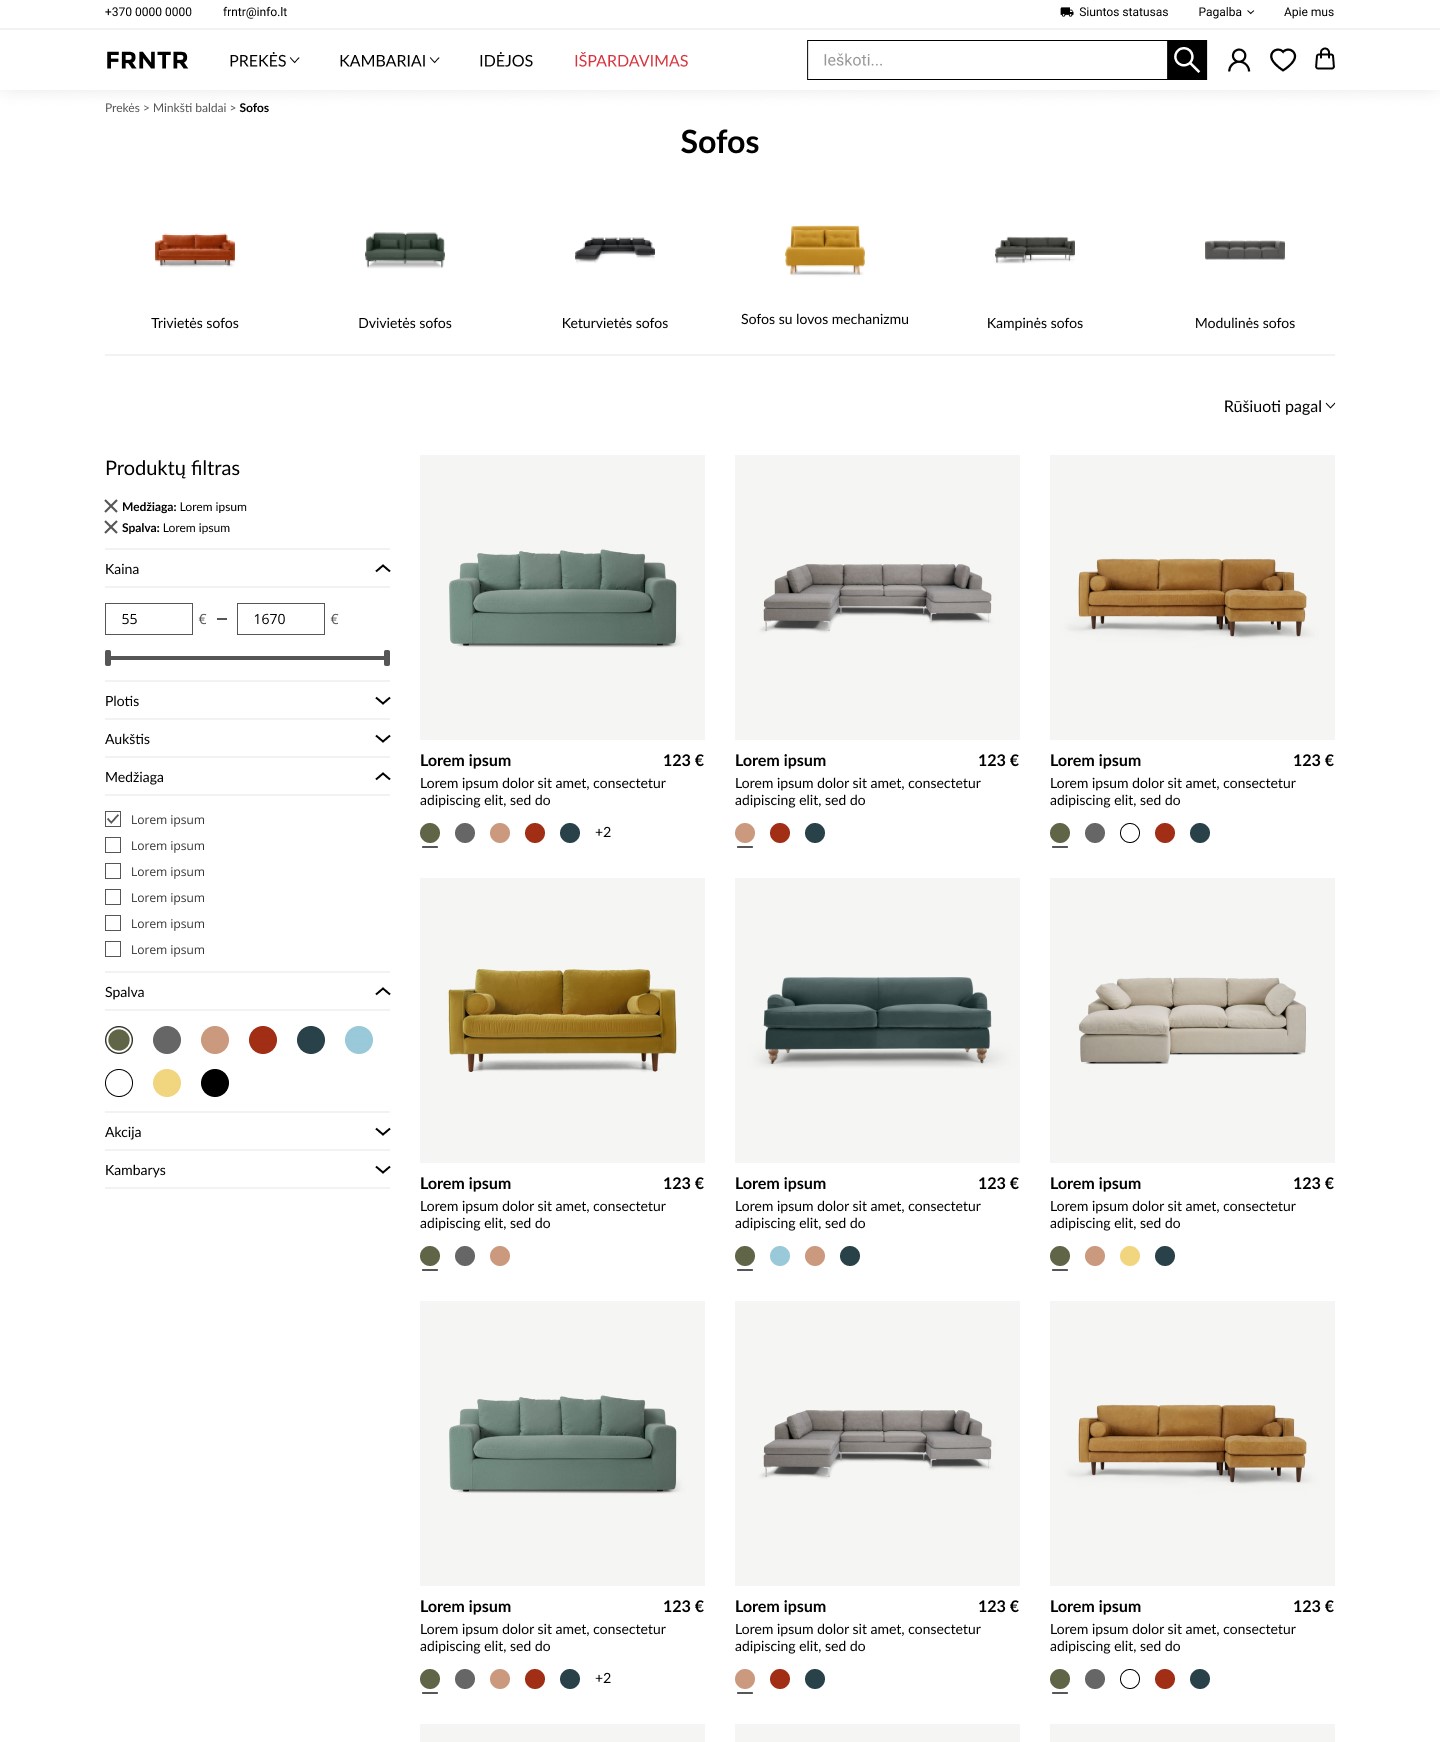 +370 0000 0000 frntr@info.lt Siuntos statusas Pagalba Apie mus
FRNTR PREKĖS KAMBARIAI IDĖJOS IŠPARDAVIMAS Ieškoti...
Prekės > Minkšti baldai > Sofos
Sofos
Trivietės sofos Dvivietės sofos Keturvietės sofos Sofos su lovos mechanizmu Kampinės sofos Modulinės sofos
Rūšiuoti pagal
Produktų filtras
Medžiaga: Lorem ipsum
Spalva: Lorem ipsum
Kaina
55 € – 1670 €
Plotis
Aukštis
Medžiaga
Lorem ipsum
Lorem ipsum
Lorem ipsum
Lorem ipsum
Lorem ipsum
Lorem ipsum
Spalva
Akcija
Kambarys
Lorem ipsum 123 €
Lorem ipsum dolor sit amet, consectetur
adipiscing elit, sed do
+2
Lorem ipsum 123 €
Lorem ipsum dolor sit amet, consectetur
adipiscing elit, sed do
Lorem ipsum 123 €
Lorem ipsum dolor sit amet, consectetur
adipiscing elit, sed do
Lorem ipsum 123 €
Lorem ipsum dolor sit amet, consectetur
adipiscing elit, sed do
Lorem ipsum 123 €
Lorem ipsum dolor sit amet, consectetur
adipiscing elit, sed do
Lorem ipsum 123 €
Lorem ipsum dolor sit amet, consectetur
adipiscing elit, sed do
Lorem ipsum 123 €
Lorem ipsum dolor sit amet, consectetur
adipiscing elit, sed do
+2
Lorem ipsum 123 €
Lorem ipsum dolor sit amet, consectetur
adipiscing elit, sed do
Lorem ipsum 123 €
Lorem ipsum dolor sit amet, consectetur
adipiscing elit, sed do